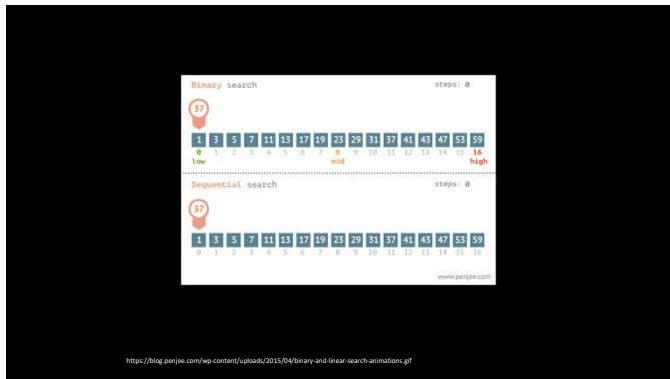 Binary search steps: 0
37
1 3 5 7 11 13 17 19 23 29 31 37 41 43 47 53 59
0 1 2 3 4 5 6 7 8 9 10 11 12 13 14 15 16
low mid high
Sequential search steps: 0
37
1 3 5 7 11 13 17 19 23 29 31 37 41 43 47 53 59
0 1 2 3 4 5 6 7 8 9 10 11 12 13 14 15 16
www.penjee.com
https://blog.penjee.com/wp-content/uploads/2015/04/binary-and-linear-search-animations.gif